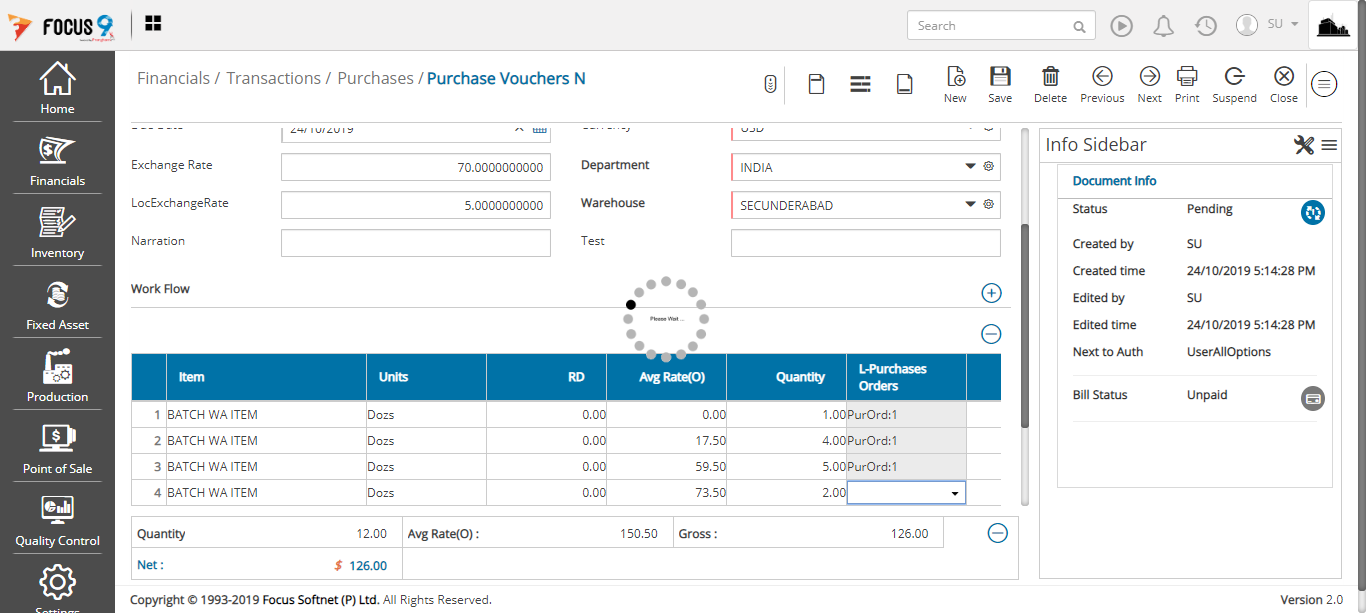 FOCUS 9
Search
SU
Home
Financials
Inventory
Fixed Asset
Production
Point of Sale
Quality Control
Settings
Financials / Transactions / Purchases / Purchase Vouchers N
New Save Delete Previous Next Print Suspend Close
Due Date 24/10/2019 Currency USD
Exchange Rate 70.0000000000 Department INDIA
LocExchangeRate 5.0000000000 Warehouse SECUNDERABAD
Narration Test
Work Flow
Please Wait ...
Item Units RD Avg Rate(O) Quantity L-Purchases Orders
1 BATCH WA ITEM Dozs 0.00 0.00 1.00 PurOrd:1
2 BATCH WA ITEM Dozs 0.00 17.50 4.00 PurOrd:1
3 BATCH WA ITEM Dozs 0.00 59.50 5.00 PurOrd:1
4 BATCH WA ITEM Dozs 0.00 73.50 2.00
Quantity 12.00 Avg Rate(O) : 150.50 Gross : 126.00
Net : $ 126.00
Info Sidebar
Document Info
Status Pending
Created by SU
Created time 24/10/2019 5:14:28 PM
Edited by SU
Edited time 24/10/2019 5:14:28 PM
Next to Auth UserAllOptions
Bill Status Unpaid
Copyright © 1993-2019 Focus Softnet (P) Ltd. All Rights Reserved.
Version 2.0